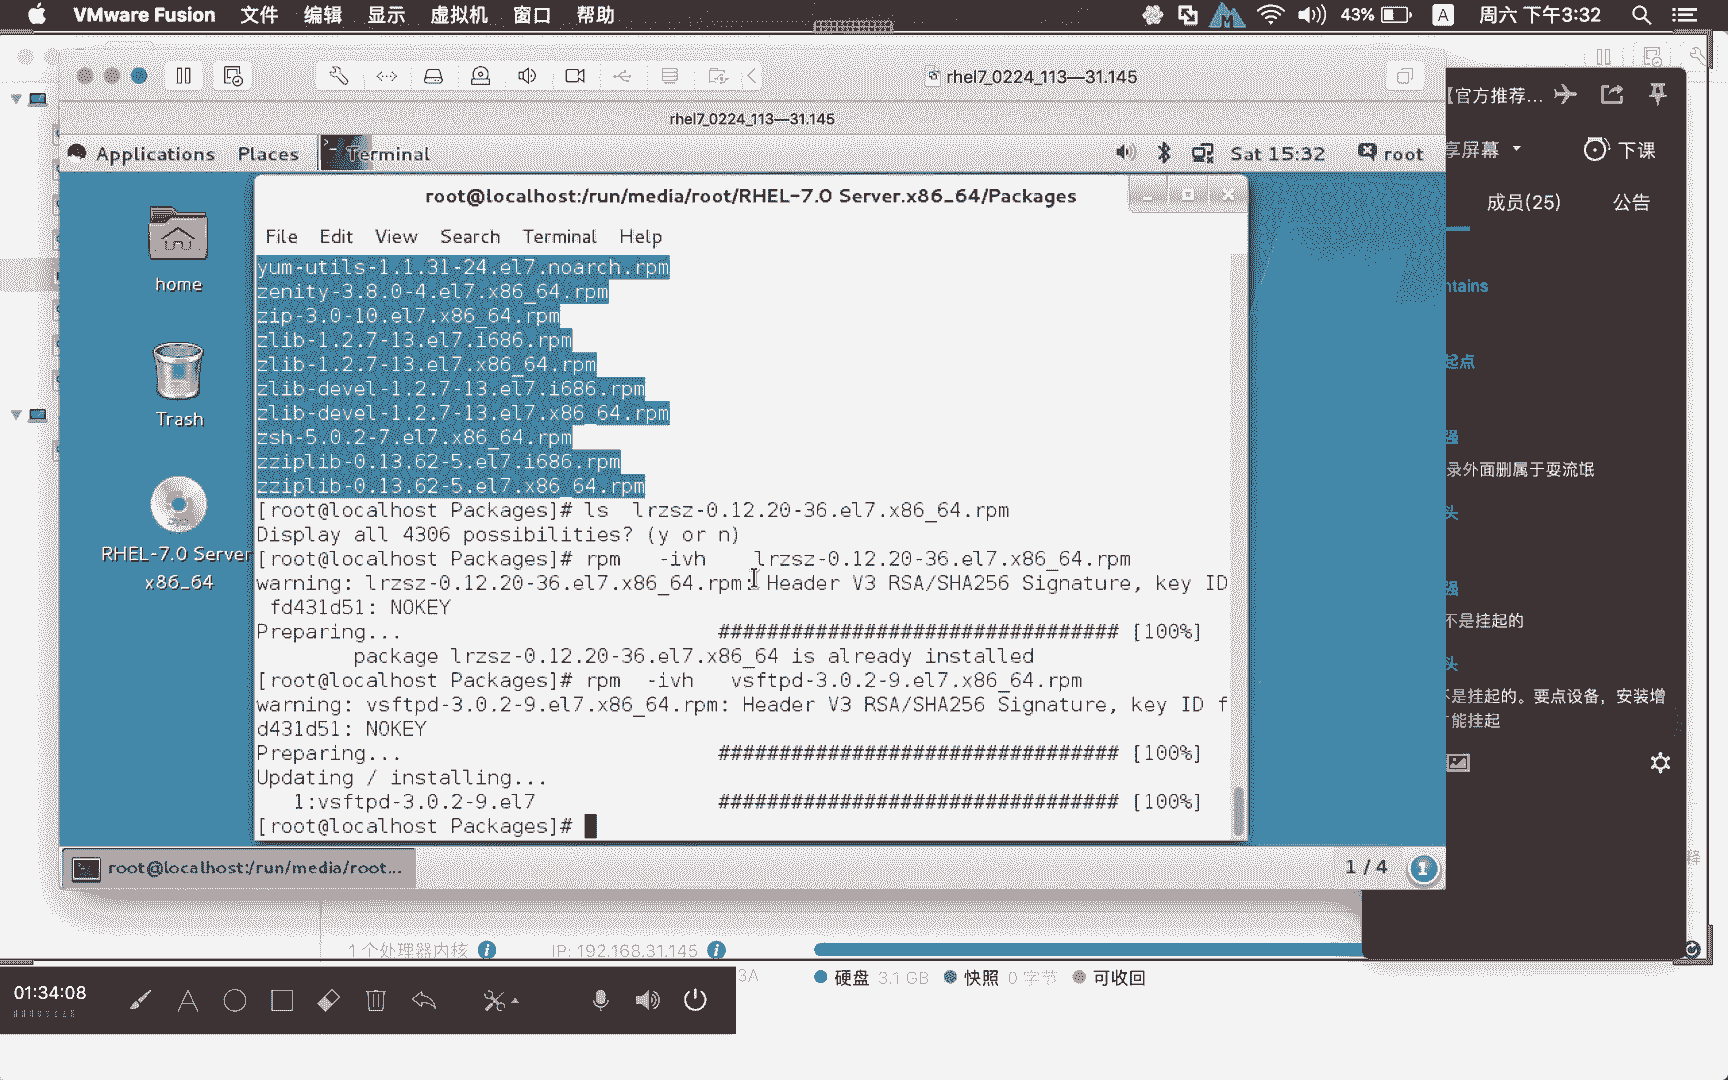 VMware Fusion 文件 编辑 显示 虚拟机 窗口 帮助 43% A 周六 下午3:32
rhel7_0224_113—31.145
rhel7_0224_113—31.145
Applications Places Terminal Sat 15:32 root
root@localhost:/run/media/root/RHEL-7.0 Server.x86_64/Packages
File Edit View Search Terminal Help
yum-utils-1.1.31-24.el7.noarch.rpm
zenity-3.8.0-4.el7.x86_64.rpm
zip-3.0-10.el7.x86_64.rpm
zlib-1.2.7-13.el7.i686.rpm
zlib-1.2.7-13.el7.x86_64.rpm
zlib-devel-1.2.7-13.el7.i686.rpm
zlib-devel-1.2.7-13.el7.x86_64.rpm
zsh-5.0.2-7.el7.x86_64.rpm
zziplib-0.13.62-5.el7.i686.rpm
zziplib-0.13.62-5.el7.x86_64.rpm
[root@localhost Packages]# ls  lrzsz-0.12.20-36.el7.x86_64.rpm
Display all 4306 possibilities? (y or n)
[root@localhost Packages]# rpm   -ivh    lrzsz-0.12.20-36.el7.x86_64.rpm
warning: lrzsz-0.12.20-36.el7.x86_64.rpm: Header V3 RSA/SHA256 Signature, key ID
fd431d51: NOKEY
Preparing...                          ################################# [100%]
package lrzsz-0.12.20-36.el7.x86_64 is already installed
[root@localhost Packages]# rpm  -ivh   vsftpd-3.0.2-9.el7.x86_64.rpm
warning: vsftpd-3.0.2-9.el7.x86_64.rpm: Header V3 RSA/SHA256 Signature, key ID f
d431d51: NOKEY
Preparing...                          ################################# [100%]
Updating / installing...
1:vsftpd-3.0.2-9.el7               ################################# [100%]
[root@localhost Packages]#
home
Trash
RHEL-7.0 Server
x86_64
root@localhost:/run/media/root...
1 / 4
1
【官方推荐...
享屏幕
下课
成员(25) 公告
ntains
起点
强
录外面删属于耍流氓
头
强
不是挂起的
头
不是挂起的。要点设备，安装增
才能挂起
1 个处理器内核 IP: 192.168.31.145
3A
硬盘 3.1 GB 快照 0 字节 可收回
01:34:08